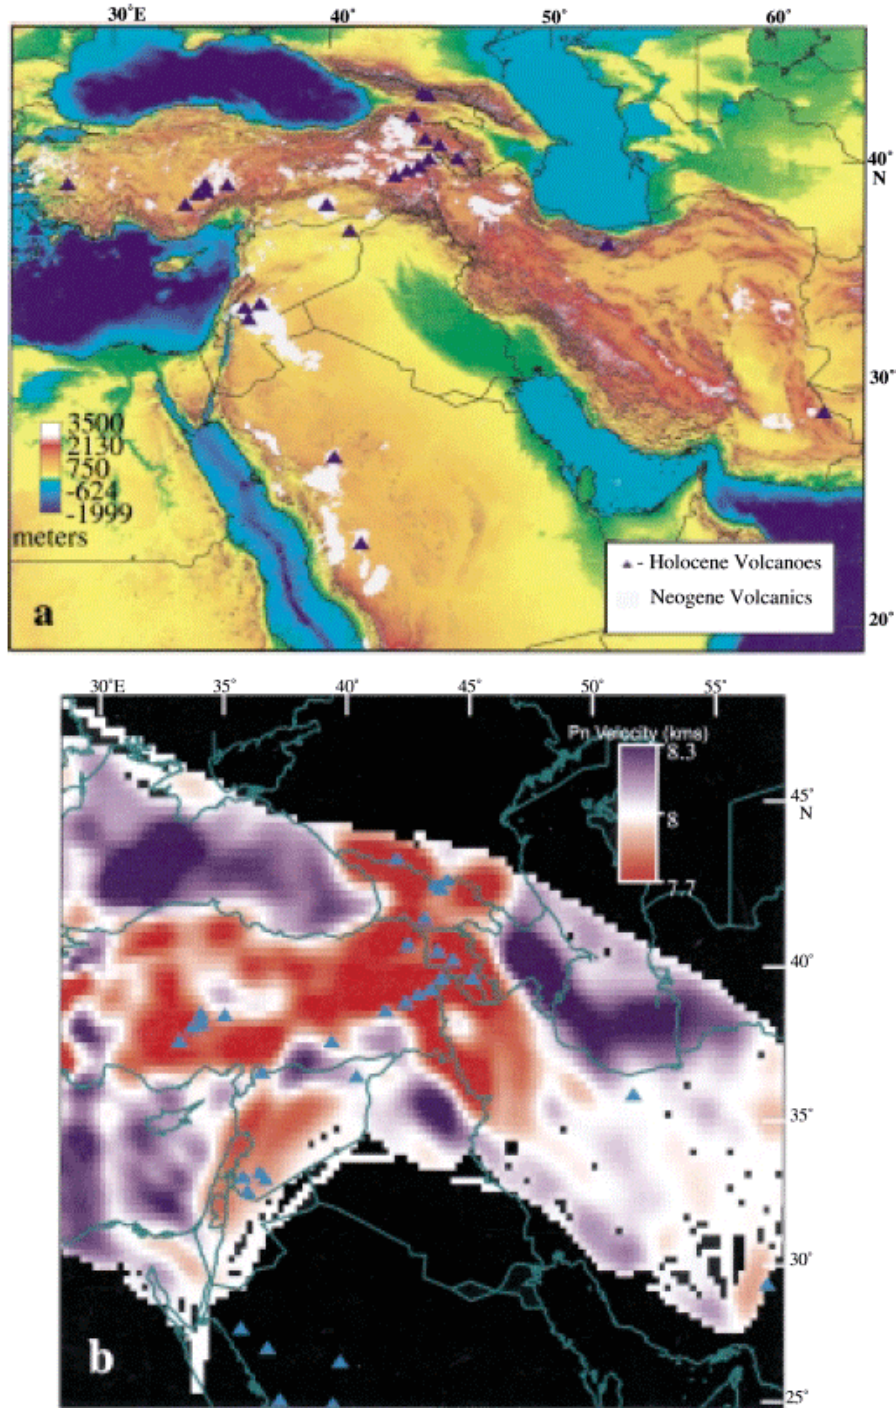 30˚E 40˚ 50˚ 60˚
40˚
N
30˚
20˚
3500
2130
750
-624
-1999
meters
- Holocene Volcanoes
Neogene Volcanics
a
30˚E 35˚ 40˚ 45˚ 50˚ 55˚
Pn Velocity (kms)
8.3
8
7.7
45˚
N
40˚
35˚
30˚
25˚
b